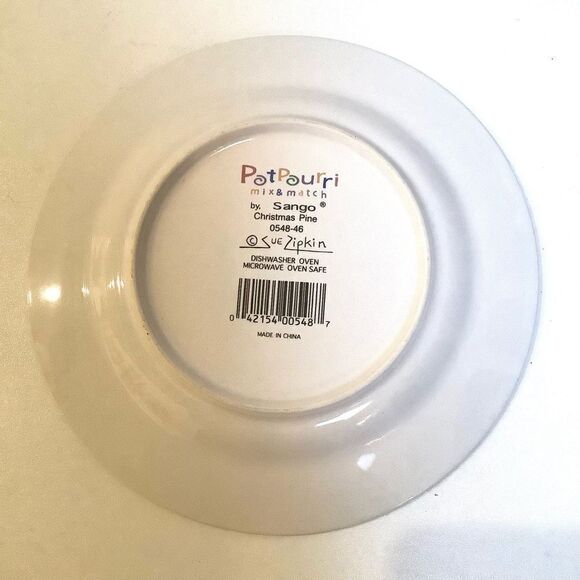 PotPourri
mix & match
by, Sango ®
Christmas Pine
0548-46
© Sue Zipkin
DISHWASHER OVEN
MICROWAVE OVEN SAFE
0 42154 00548 7
MADE IN CHINA